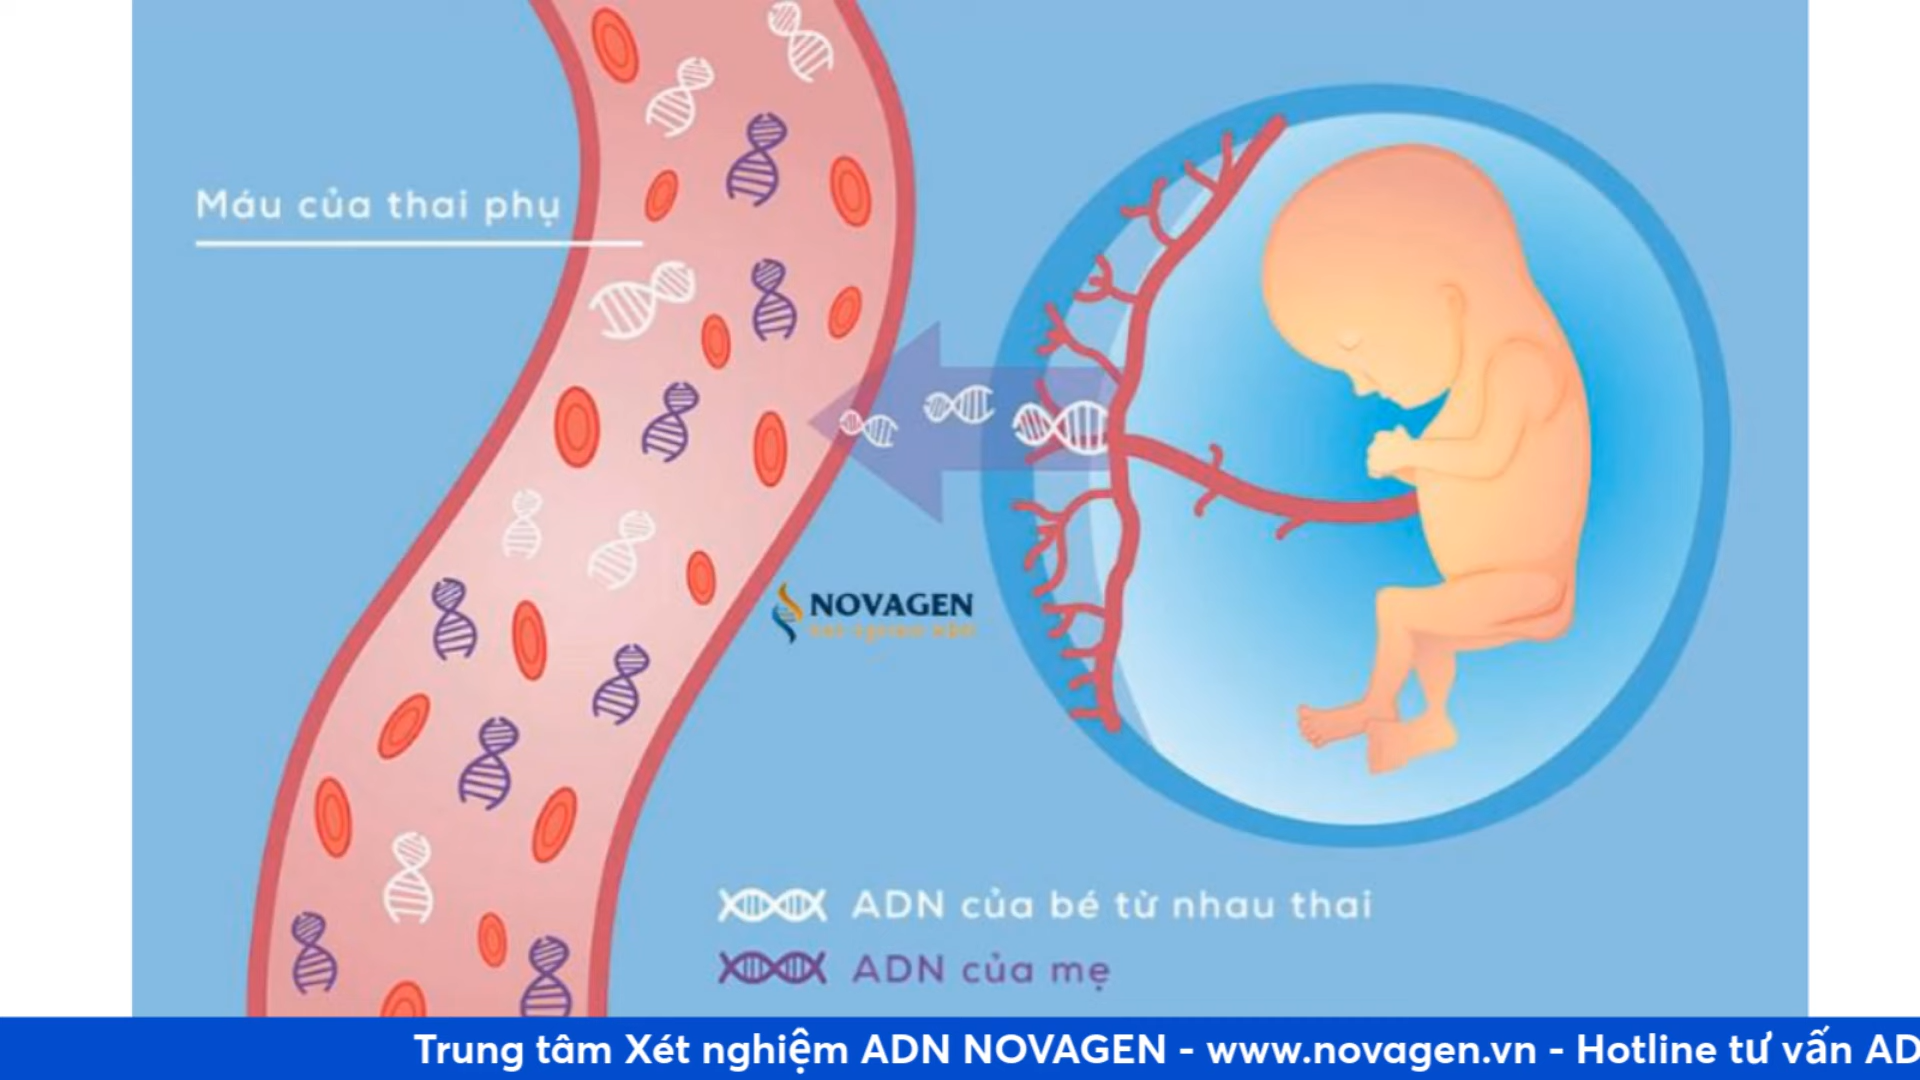 Máu của thai phụ
NOVAGEN
ADN của bé từ nhau thai
ADN của mẹ
Trung tâm Xét nghiệm ADN NOVAGEN - www.novagen.vn - Hotline tư vấn AD